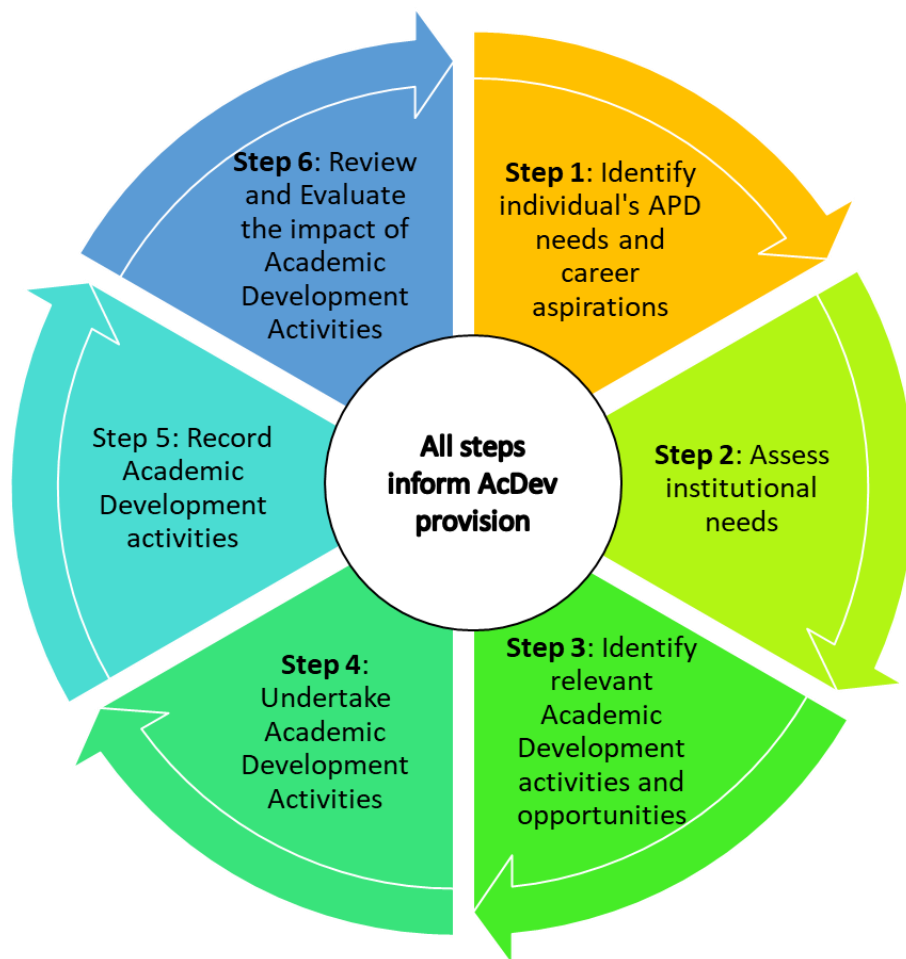 Step 1: Identify
individual's APD
needs and
career
aspirations
Step 2: Assess
institutional
needs
Step 3: Identify
relevant
Academic
Development
activities and
opportunities
Step 4:
Undertake
Academic
Development
Activities
Step 5: Record
Academic
Development
activities
Step 6: Review
and Evaluate
the impact of
Academic
Development
Activities
All steps
inform AcDev
provision